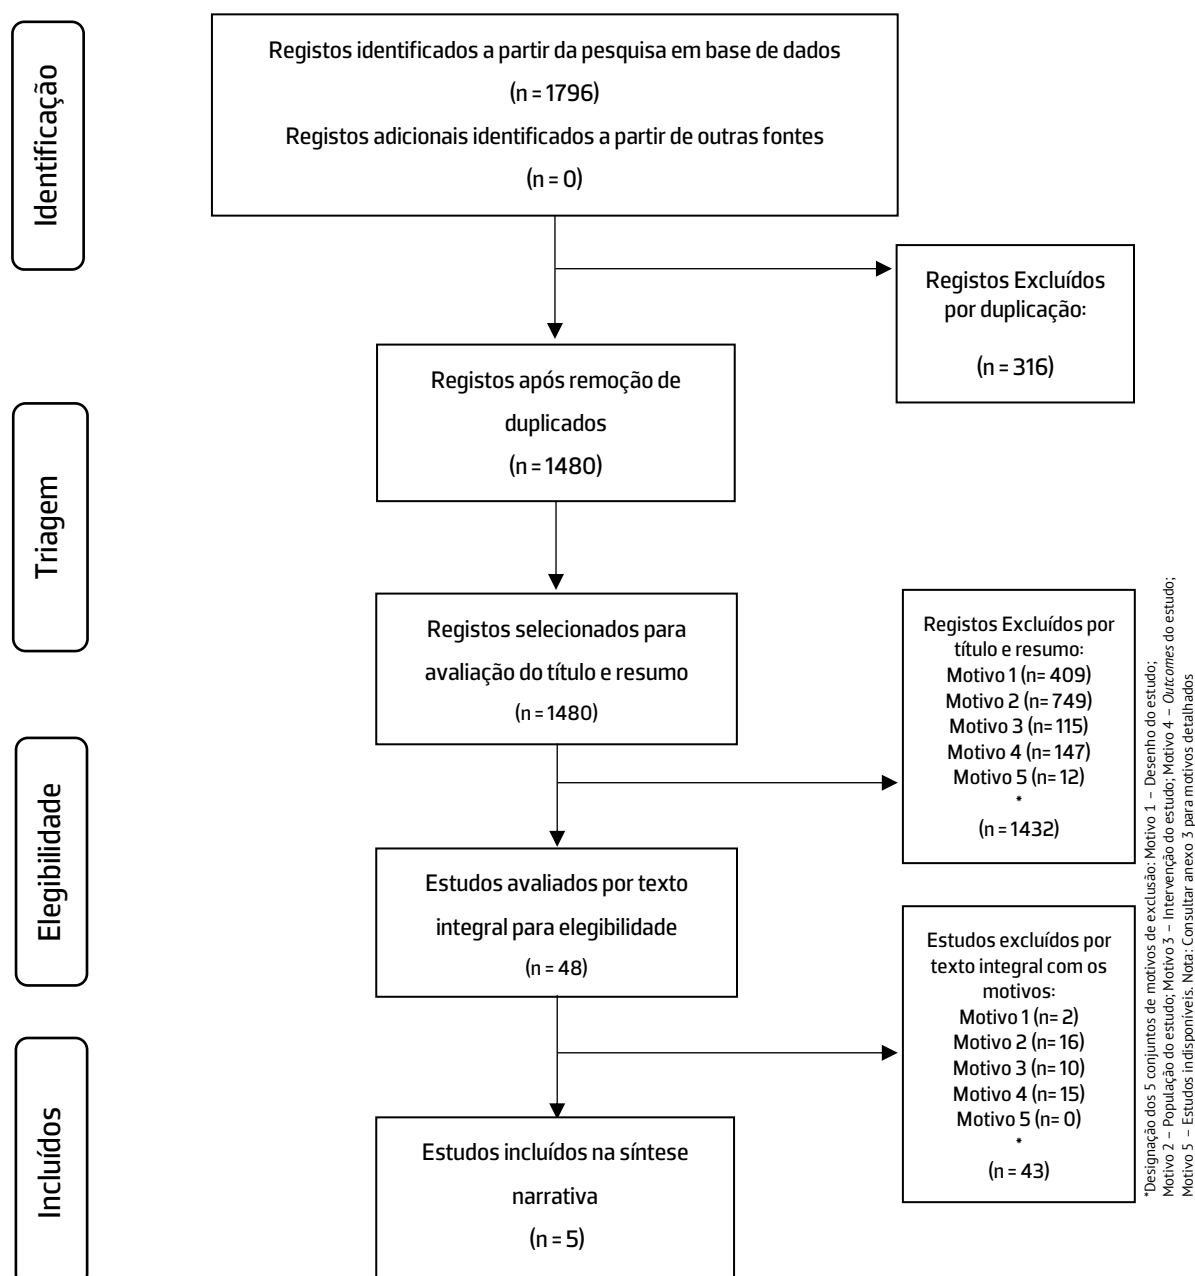 Identificação
Registos identificados a partir da pesquisa em base de dados
(n = 1796)
Registos adicionais identificados a partir de outras fontes
(n = 0)
Registos Excluídos
por duplicação:
(n = 316)
Triagem
Registos após remoção de
duplicados
(n = 1480)
Registos selecionados para
avaliação do título e resumo
(n = 1480)
Registos Excluídos por
título e resumo:
Motivo 1 (n= 409)
Motivo 2 (n= 749)
Motivo 3 (n= 115)
Motivo 4 (n= 147)
Motivo 5 (n= 12)
*
(n = 1432)
Elegibilidade
Estudos avaliados por texto
integral para elegibilidade
(n = 48)
Estudos excluídos por
texto integral com os
motivos:
Motivo 1 (n= 2)
Motivo 2 (n= 16)
Motivo 3 (n= 10)
Motivo 4 (n= 15)
Motivo 5 (n= 0)
*
(n = 43)
Incluídos
Estudos incluídos na síntese
narrativa
(n = 5)
*Designação dos 5 conjuntos de motivos de exclusão: Motivo 1 – Desenho do estudo;
Motivo 2 – População do estudo; Motivo 3 – Intervenção do estudo; Motivo 4 – Outcomes do estudo;
Motivo 5 – Estudos indisponíveis. Nota: Consultar anexo 3 para motivos detalhados